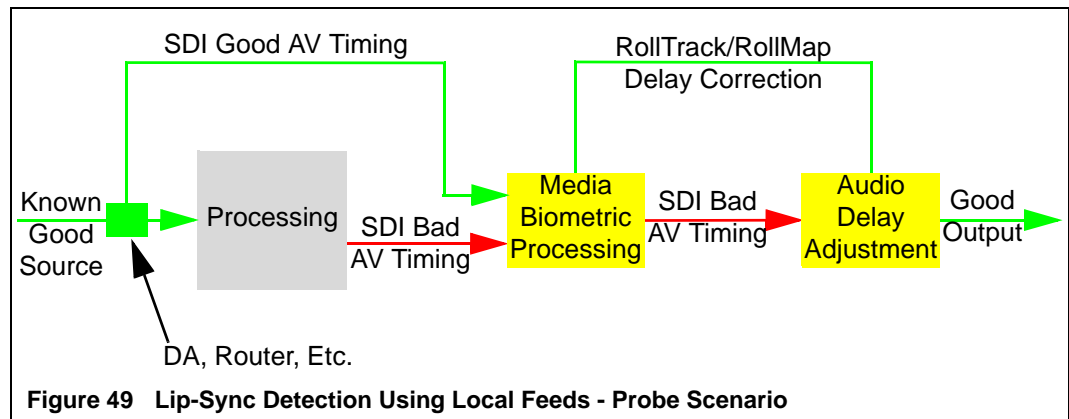 SDI Good AV Timing
RollTrack/RollMap
Delay Correction
Known
Good
Source
Processing
SDI Bad
AV Timing
Media
Biometric
Processing
SDI Bad
AV Timing
Audio
Delay
Adjustment
Good
Output
DA, Router, Etc.
Figure 49 Lip-Sync Detection Using Local Feeds - Probe Scenario